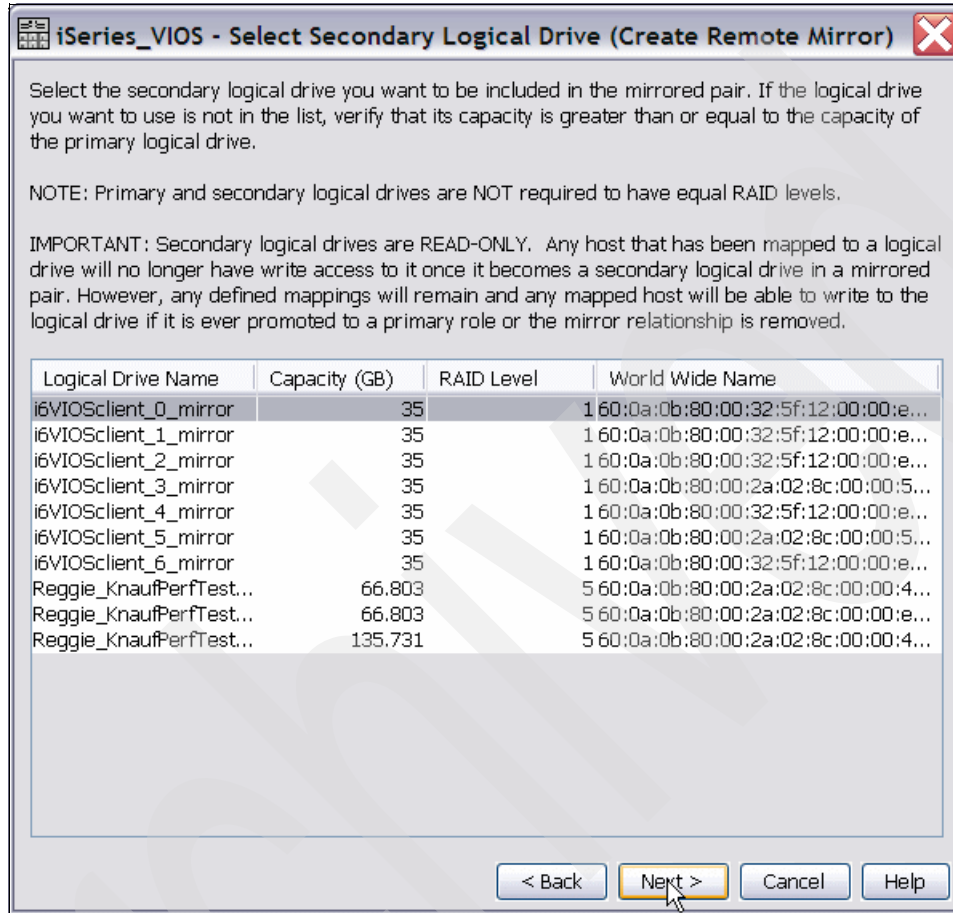 iSeries_VIOS - Select Secondary Logical Drive (Create Remote Mirror)
Select the secondary logical drive you want to be included in the mirrored pair. If the logical drive
you want to use is not in the list, verify that its capacity is greater than or equal to the capacity of
the primary logical drive.
NOTE: Primary and secondary logical drives are NOT required to have equal RAID levels.
IMPORTANT: Secondary logical drives are READ-ONLY. Any host that has been mapped to a logical
drive will no longer have write access to it once it becomes a secondary logical drive in a mirrored
pair. However, any defined mappings will remain and any mapped host will be able to write to the
logical drive if it is ever promoted to a primary role or the mirror relationship is removed.
Logical Drive Name Capacity (GB) RAID Level World Wide Name
i6VIOSclient_0_mirror 35 1 60:0a:0b:80:00:32:5f:12:00:00:e...
i6VIOSclient_1_mirror 35 1 60:0a:0b:80:00:32:5f:12:00:00:e...
i6VIOSclient_2_mirror 35 1 60:0a:0b:80:00:32:5f:12:00:00:e...
i6VIOSclient_3_mirror 35 1 60:0a:0b:80:00:2a:02:8c:00:00:5...
i6VIOSclient_4_mirror 35 1 60:0a:0b:80:00:32:5f:12:00:00:e...
i6VIOSclient_5_mirror 35 1 60:0a:0b:80:00:2a:02:8c:00:00:5...
i6VIOSclient_6_mirror 35 1 60:0a:0b:80:00:32:5f:12:00:00:e...
Reggie_KnaufPerfTest... 66.803 5 60:0a:0b:80:00:2a:02:8c:00:00:4...
Reggie_KnaufPerfTest... 66.803 5 60:0a:0b:80:00:2a:02:8c:00:00:e...
Reggie_KnaufPerfTest... 135.731 5 60:0a:0b:80:00:2a:02:8c:00:00:4...
< Back Next > Cancel Help